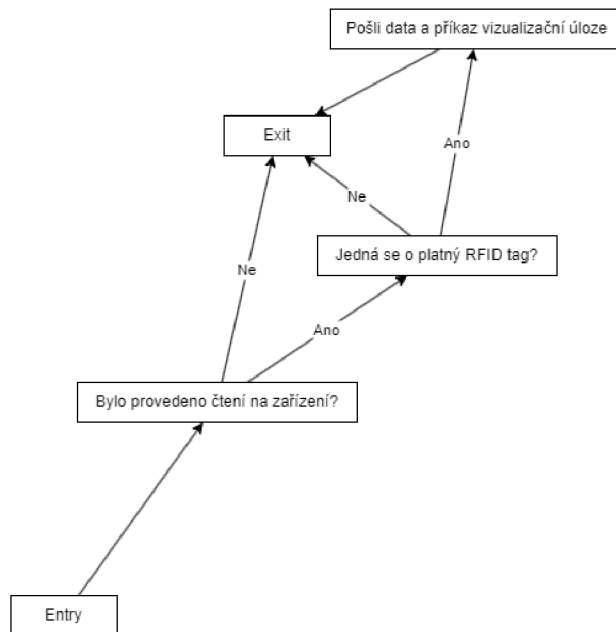 Pošli data a příkaz vizualizační úloze
Exit
Ano
Ne
Jedná se o platný RFID tag?
Ne
Ano
Bylo provedeno čtení na zařízení?
Entry